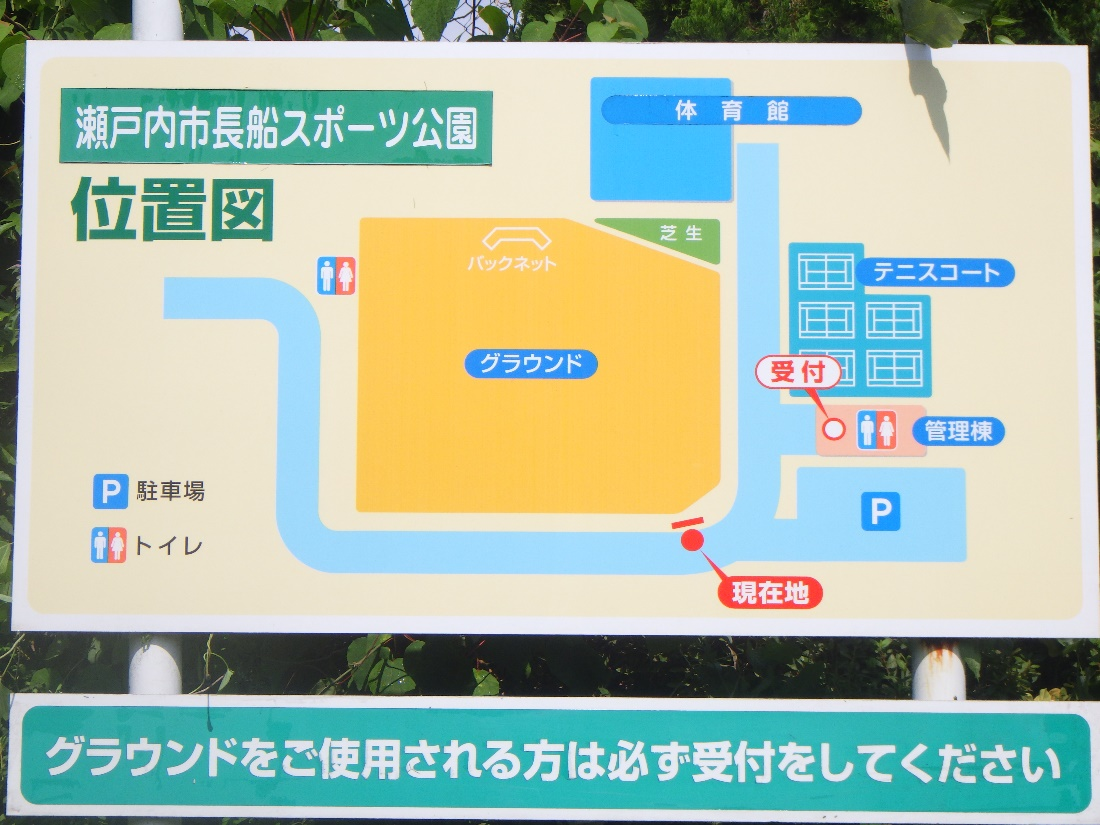 瀬戸内市長船スポーツ公園
位置図
体育館
芝生
バックネット
テニスコート
グラウンド
受付
管理棟
P 駐車場
P
トイレ
現在地
グラウンドをご使用される方は必ず受付をしてください